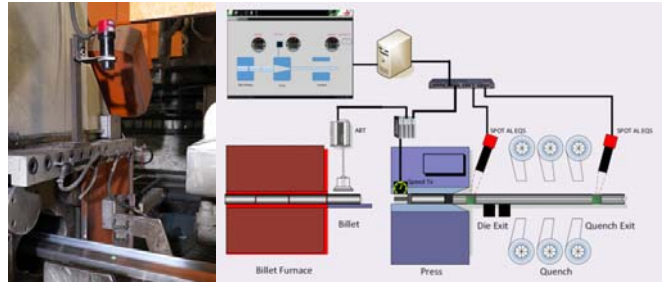 SPOT AL EQS
SPOT AL EQS
ABT
Speed Tx
Billet
Die Exit
Quench Exit
Billet Furnace
Press
Quench